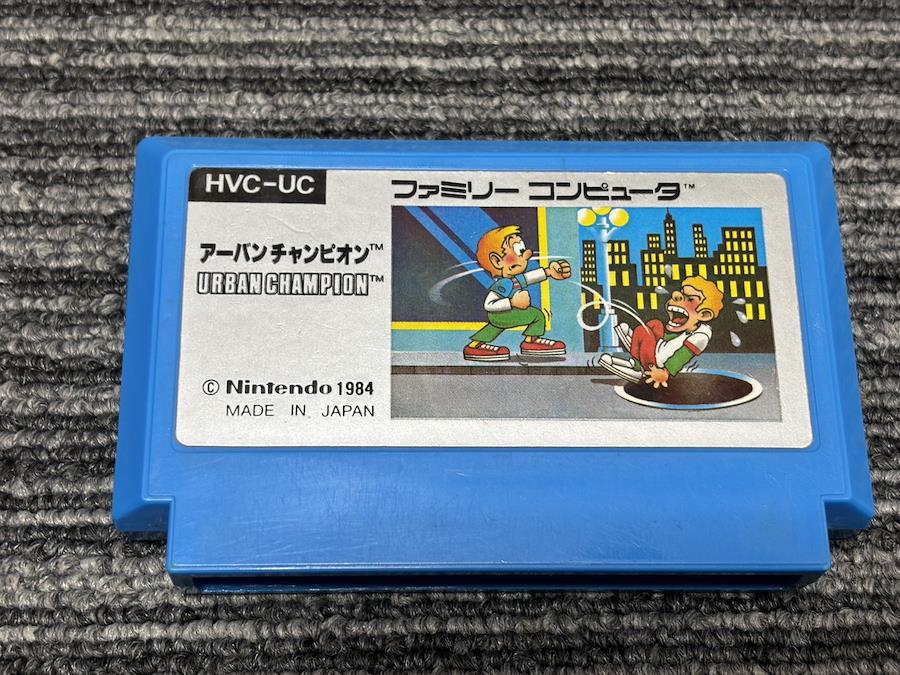 HVC-UC
ファミリー コンピュータ™
アーバンチャンピオン™
URBAN CHAMPION™
© Nintendo 1984
MADE IN JAPAN